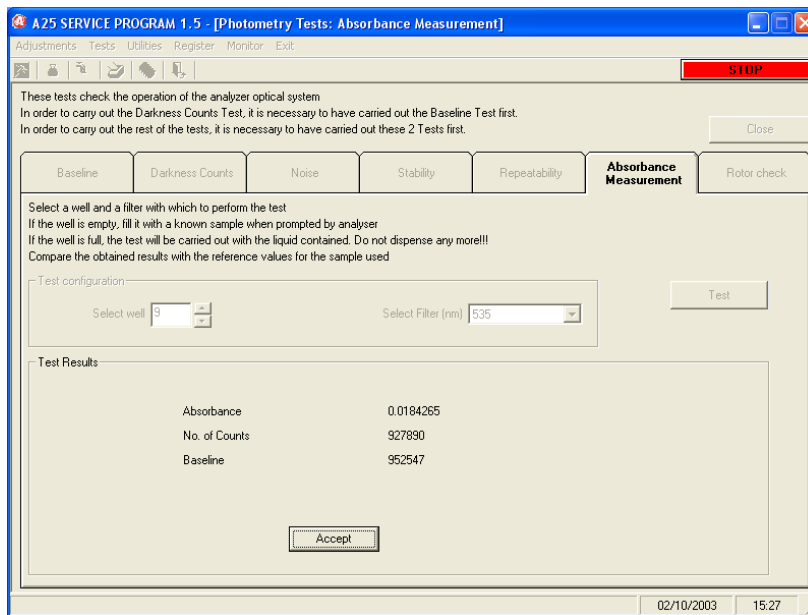 A25 SERVICE PROGRAM 1.5 - [Photometry Tests: Absorbance Measurement]
Adjustments Tests Utilities Register Monitor Exit
STOP
These tests check the operation of the analyzer optical system
In order to carry out the Darkness Counts Test, it is necessary to have carried out the Baseline Test first.
In order to carry out the rest of the tests, it is necessary to have carried out these 2 Tests first.
Close
Baseline Darkness Counts Noise Stability Repeatability Absorbance Measurement Rotor check
Select a well and a filter with which to perform the test
If the well is empty, fill it with a known sample when prompted by analyser
If the well is full, the test will be carried out with the liquid contained. Do not dispense any more!!!
Compare the obtained results with the reference values for the sample used
Test configuration
Select well 9 Select Filter (nm) 535
Test
Test Results
Absorbance 0.0184265
No. of Counts 927890
Baseline 952547
Accept
02/10/2003 15:27